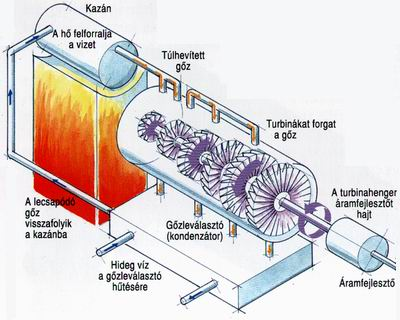 Kazán
A hő felforralja
a vizet
Túlhevített
gőz
Turbinákat forgat
a gőz
A turbinahenger
áramfejlesztőt
hajt
A lecsapódó
gőz
visszafolyik
a kazánba
Gőzleválasztó
(kondenzátor)
Hideg víz
a gőzleválasztó
hűtésére
Áramfejlesztő